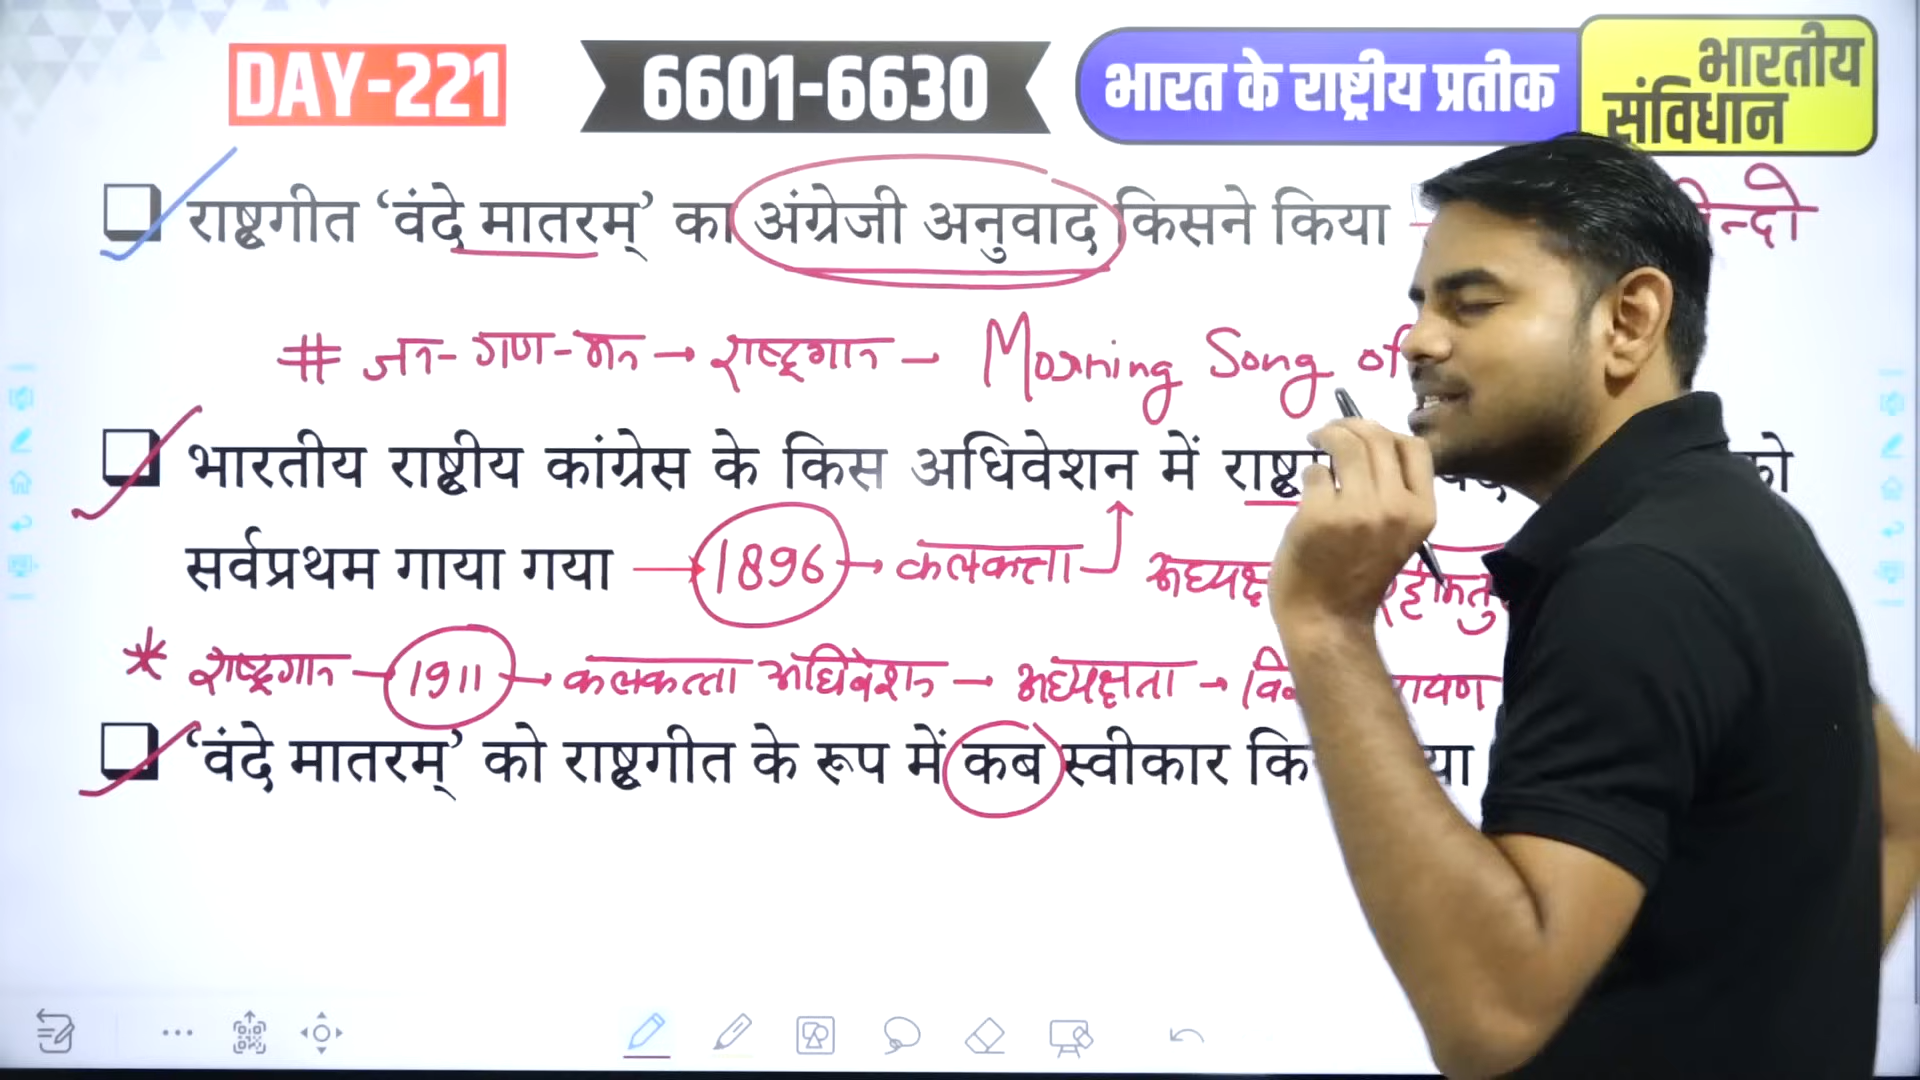 DAY-221 6601-6630 भारत के राष्ट्रीय प्रतीक भारतीय संविधान
राष्ट्रगीत ‘वंदे मातरम्’ का अंग्रेजी अनुवाद किसने किया
# जन-गण-मन → राष्ट्रगान - Morning Song of
भारतीय राष्ट्रीय कांग्रेस के किस अधिवेशन में को
सर्वप्रथम गाया गया → 1896 → कलकत्ता अध्यक्ष
* राष्ट्रगान - 1911 → कलकत्ता अधिवेशन → अध्यक्षता →
‘वंदे मातरम्’ को राष्ट्रगीत के रूप में कब स्वीकार